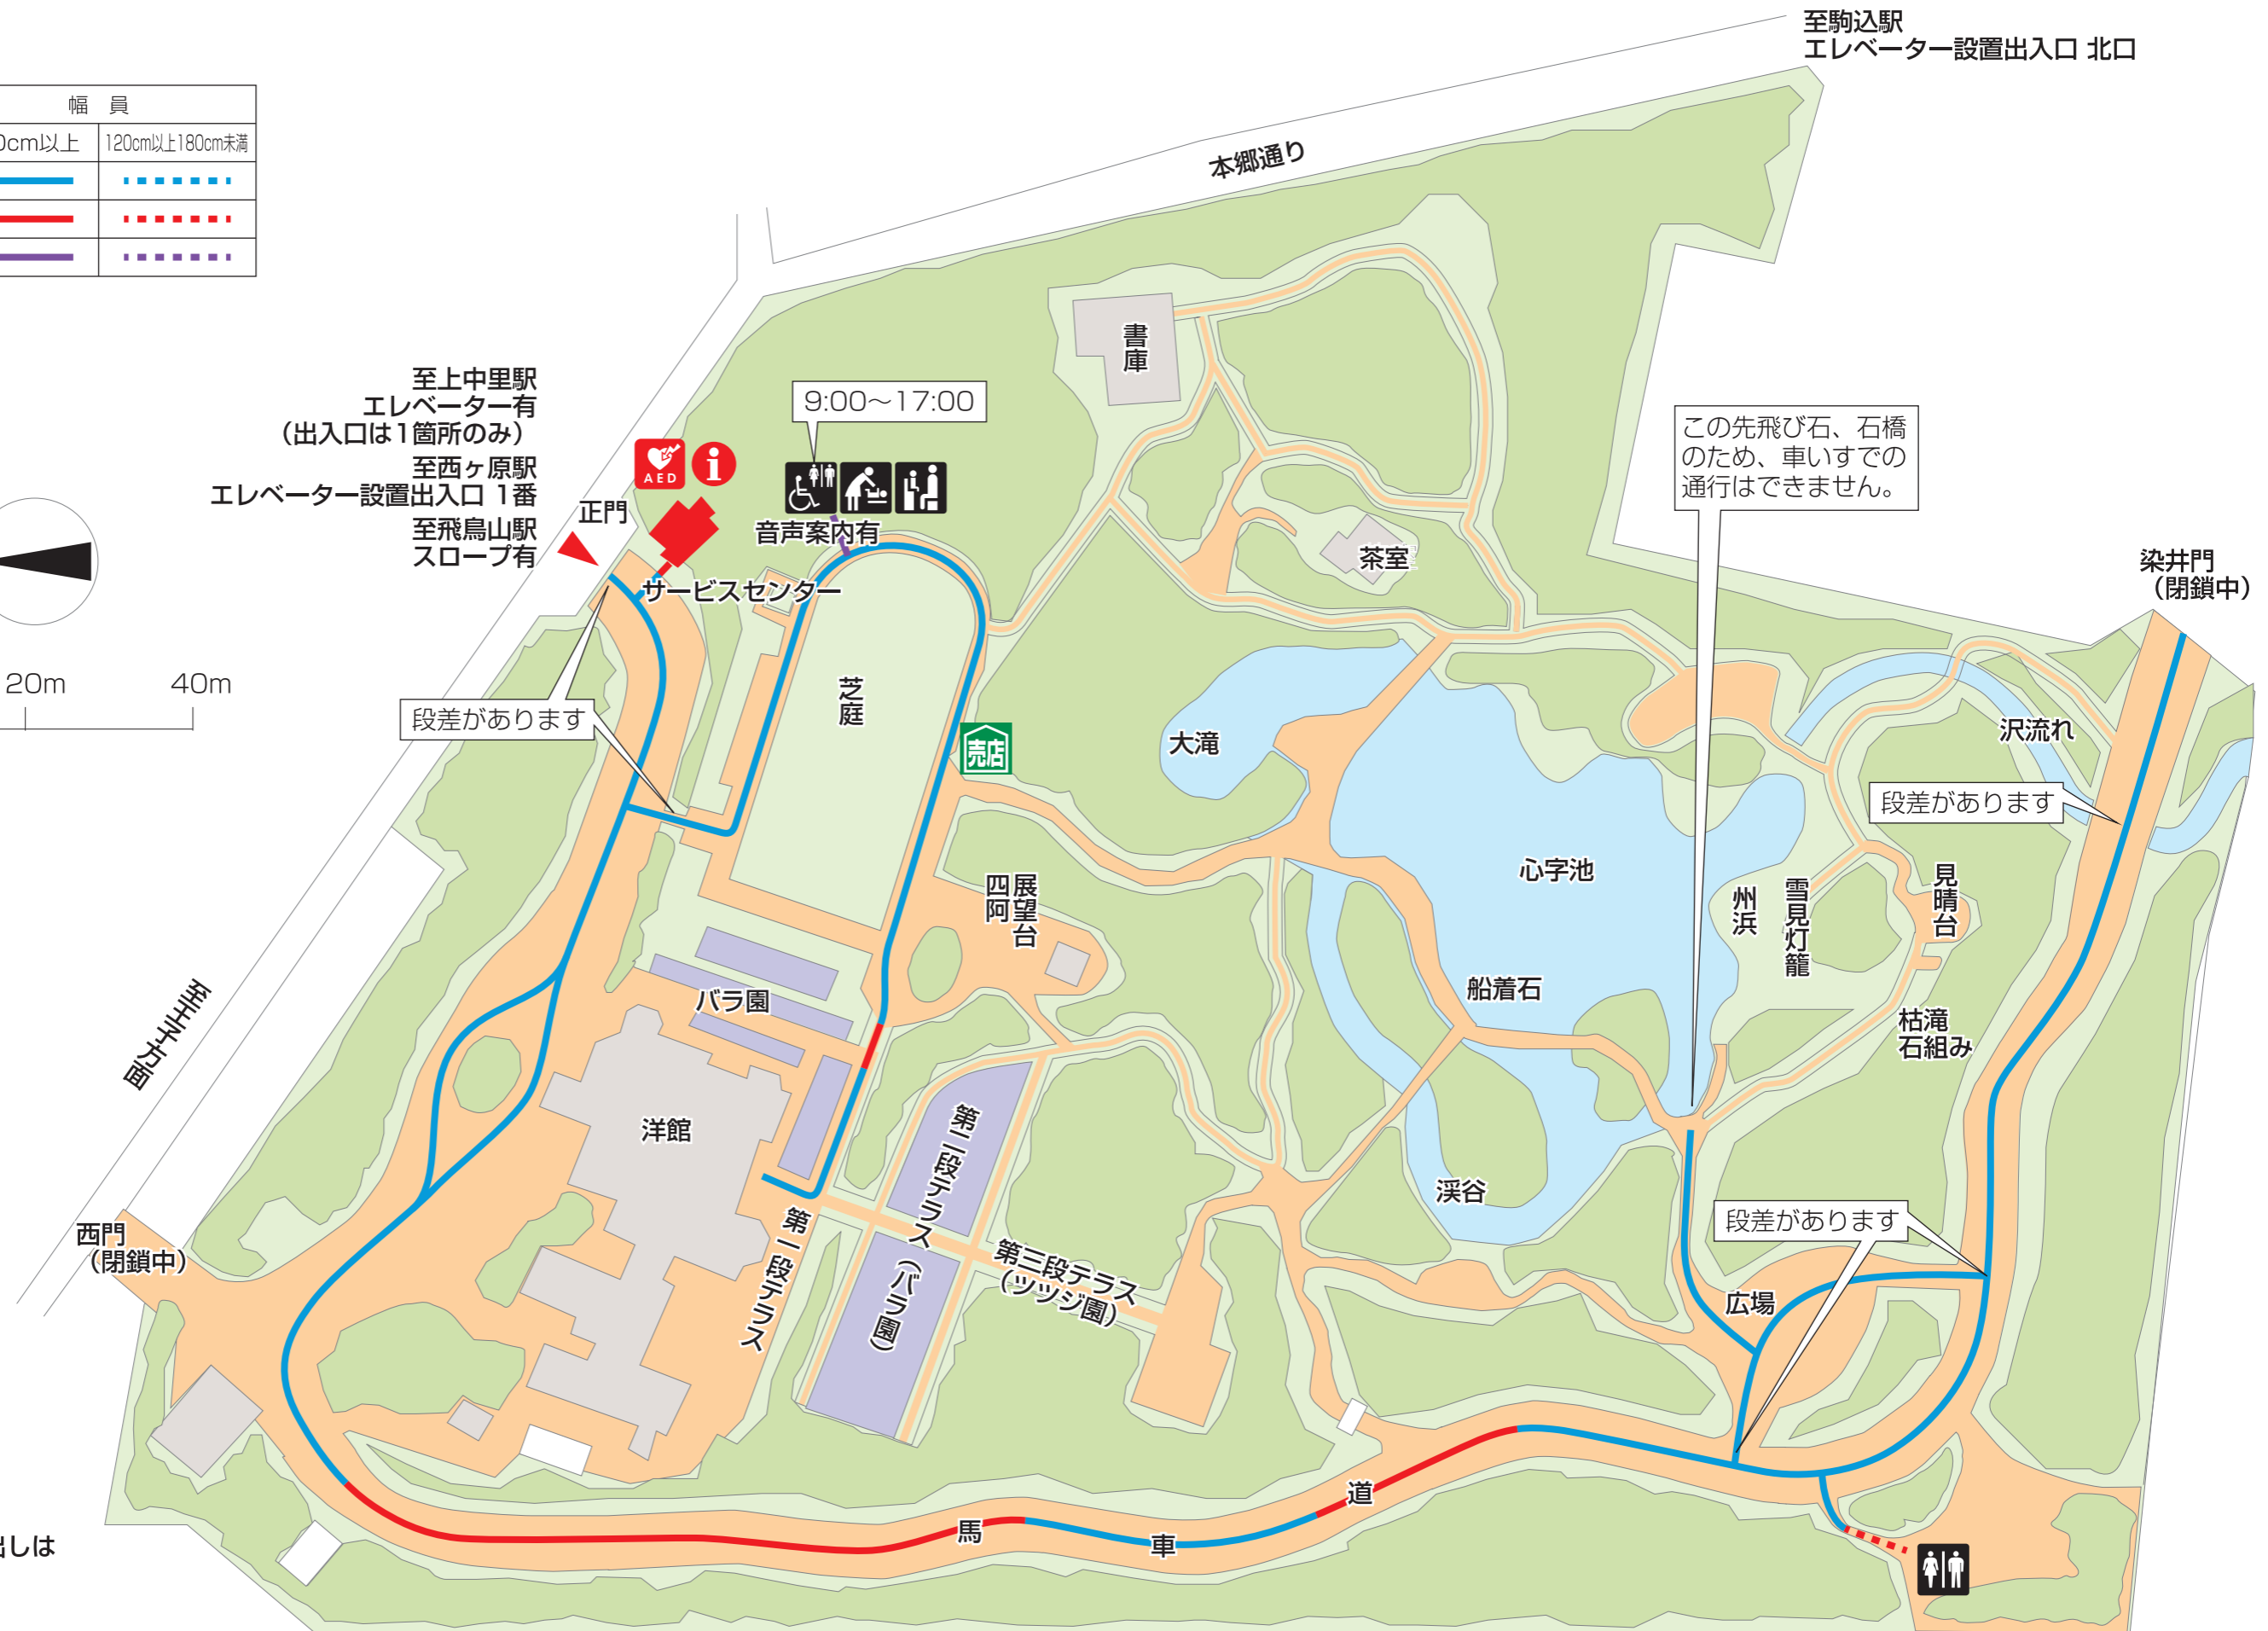 至駒込駅
エレベーター設置出入口 北口
幅 員
0cm以上
120cm以上180cm未満
本郷通り
書庫
至上中里駅
エレベーター有
（出入口は1箇所のみ）
至西ヶ原駅
エレベーター設置出入口 1番
至飛鳥山駅
スロープ有
正門
AED
i
9:00～17:00
音声案内有
サービスセンター
この先飛び石、石橋
のため、車いすでの
通行はできません。
茶室
染井門
（閉鎖中）
20m
40m
段差があります
芝庭
売店
大滝
沢流れ
段差があります
心字池
展望台
四阿
州浜
雪見灯籠
見晴台
船着石
枯滝
石組み
バラ園
至王子方面
洋館
第二段テラス（バラ園）
渓谷
第一段テラス
第三段テラス
（ツツジ園）
西門
（閉鎖中）
段差があります
広場
馬車道
出しは